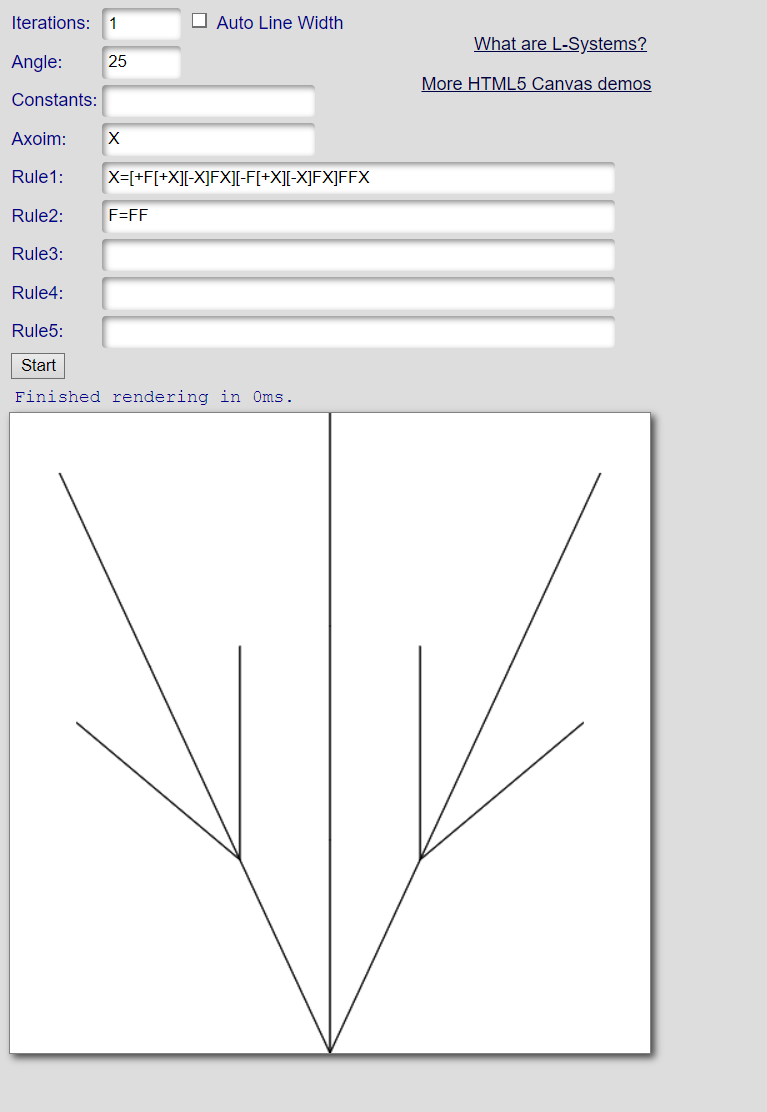 Iterations: 1 Auto Line Width
What are L-Systems?
Angle: 25
More HTML5 Canvas demos
Constants:
Axoim: X
Rule1: X=[+F[+X][-X]FX][-F[+X][-X]FX]FFX
Rule2: F=FF
Rule3:
Rule4:
Rule5:
Start
Finished rendering in 0ms.